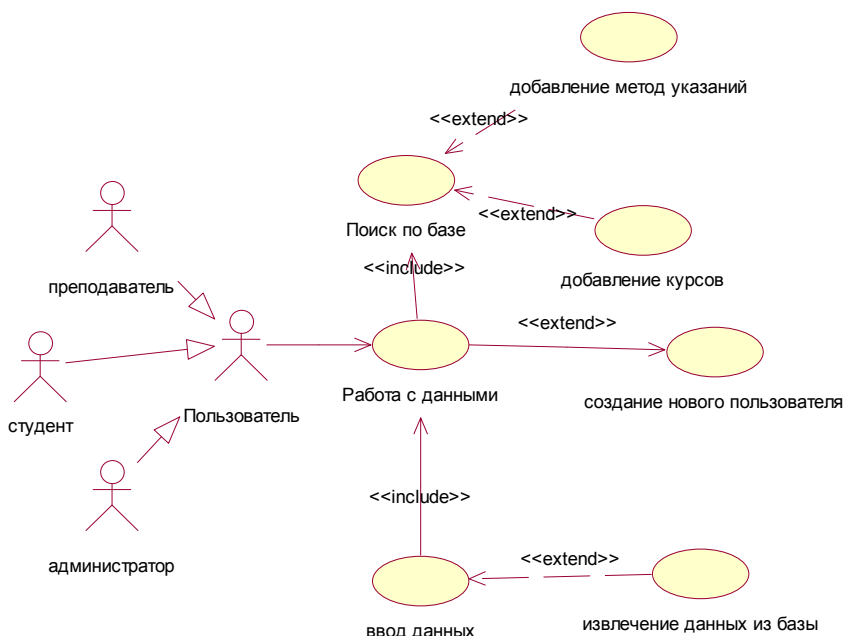 добавление метод указаний
<<extend>>
Поиск по базе
<<extend>>
<<include>>
добавление курсов
преподаватель
<<extend>>
Работа с данными
создание нового пользователя
Пользователь
студент
<<include>>
администратор
<<extend>>
ввод данных
извлечение данных из базы